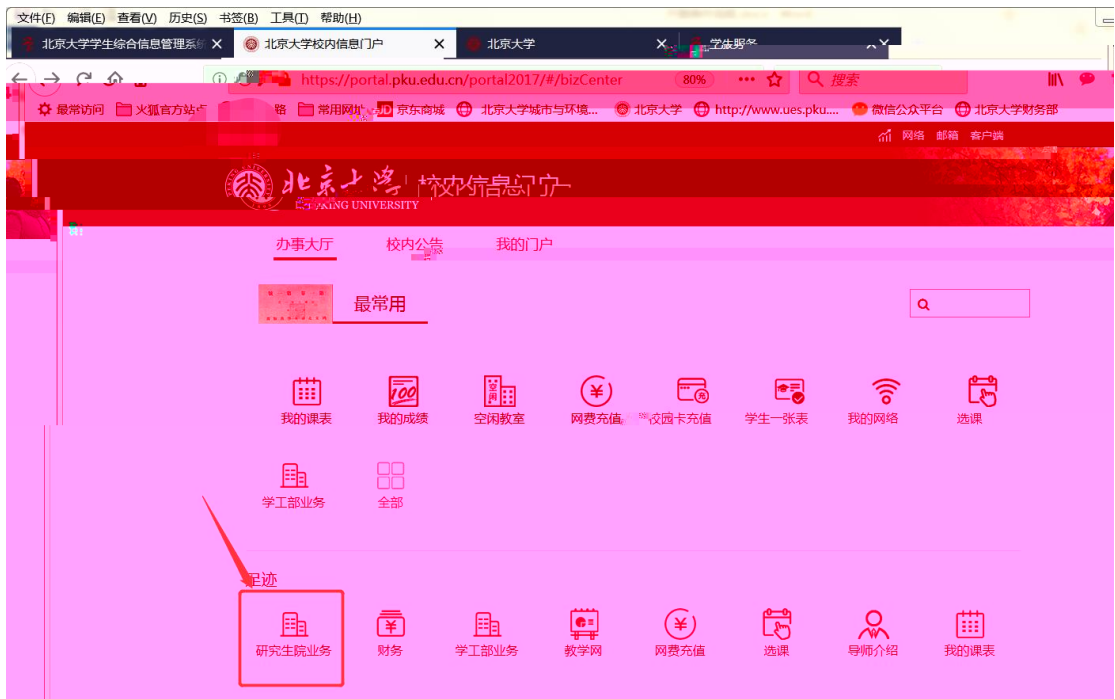 文件(F) 编辑(E) 查看(V) 历史(S) 书签(B) 工具(T) 帮助(H)
北京大学学生综合信息管理系统 北京大学校内信息门户 北京大学
https://portal.pku.edu.cn/portal2017/#/bizCenter 80% 搜索
最常访问 火狐官方站点 常用网址 JD 京东商城 北京大学城市与环境... 北京大学 http://www.ues.pku.... 微信公众平台 北京大学财务部
网络 邮箱 客户端
北京大学 校内信息门户
UNIVERSITY
办事大厅 校内公告 我的门户
最常用
我的课表 我的成绩 空闲教室 网费充值 校园卡充值 学生一张表 我的网络 选课
学工部业务 全部
足迹
研究生院业务 财务 学工部业务 教学网 网费充值 选课 导师介绍 我的课表